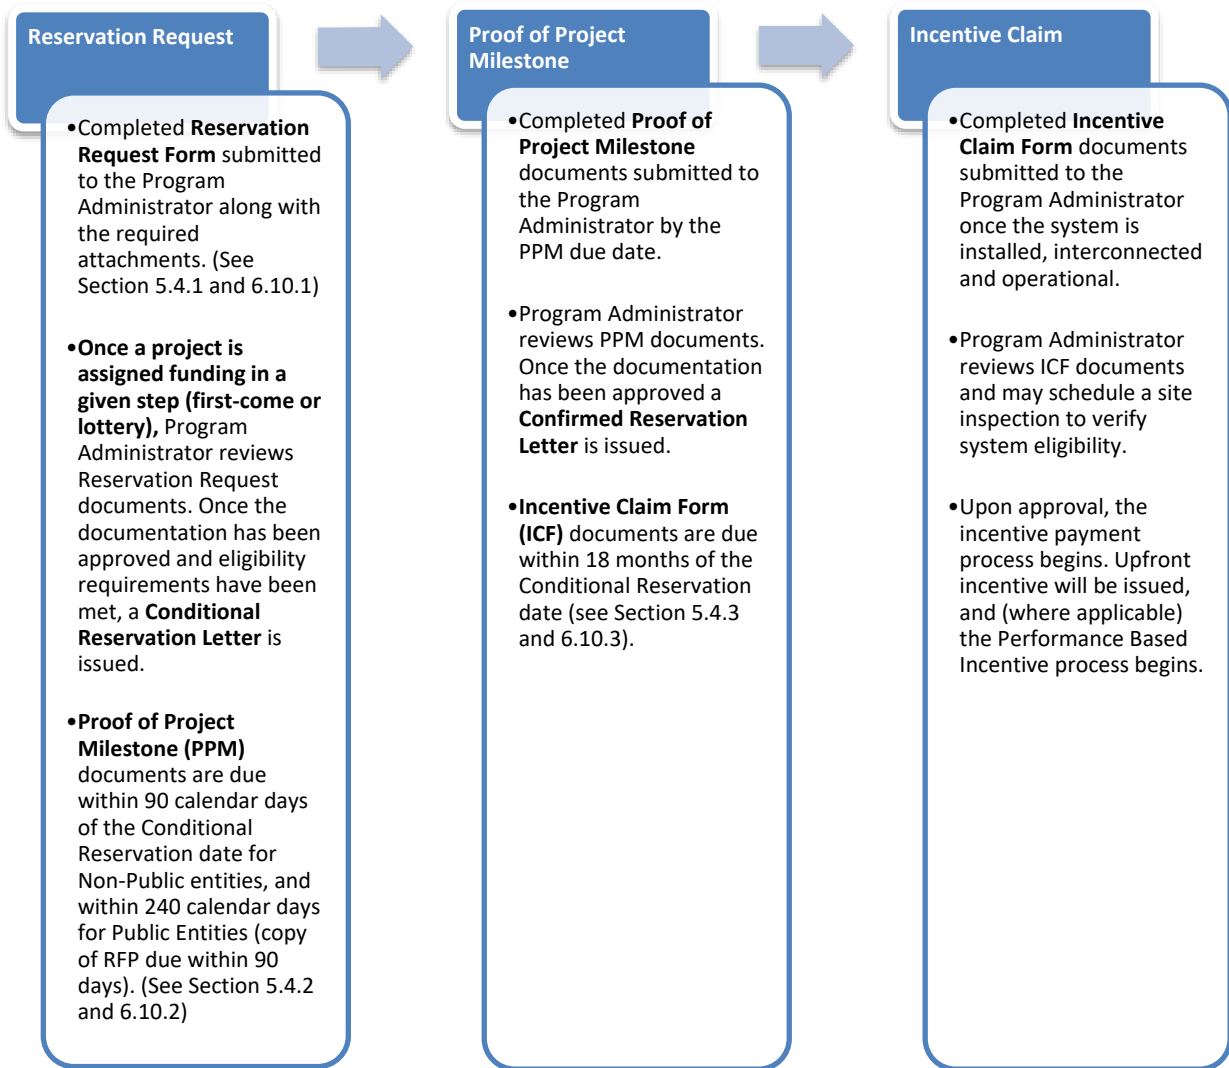 Reservation Request
•Completed Reservation
Request Form submitted
to the Program
Administrator along with
the required
attachments. (See
Section 5.4.1 and 6.10.1)
•Once a project is
assigned funding in a
given step (first-come or
lottery), Program
Administrator reviews
Reservation Request
documents. Once the
documentation has been
approved and eligibility
requirements have been
met, a Conditional
Reservation Letter is
issued.
•Proof of Project
Milestone (PPM)
documents are due
within 90 calendar days
of the Conditional
Reservation date for
Non-Public entities, and
within 240 calendar days
for Public Entities (copy
of RFP due within 90
days). (See Section 5.4.2
and 6.10.2)
Proof of Project
Milestone
•Completed Proof of
Project Milestone
documents submitted to
the Program
Administrator by the
PPM due date.
•Program Administrator
reviews PPM documents.
Once the documentation
has been approved a
Confirmed Reservation
Letter is issued.
•Incentive Claim Form
(ICF) documents are due
within 18 months of the
Conditional Reservation
date (see Section 5.4.3
and 6.10.3).
Incentive Claim
•Completed Incentive
Claim Form documents
submitted to the
Program Administrator
once the system is
installed, interconnected
and operational.
•Program Administrator
reviews ICF documents
and may schedule a site
inspection to verify
system eligibility.
•Upon approval, the
incentive payment
process begins. Upfront
incentive will be issued,
and (where applicable)
the Performance Based
Incentive process begins.